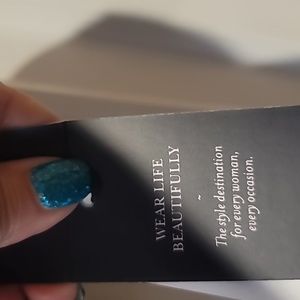 WEAR LIFE
BEAUTIFULLY
~
The style destination
for every woman,
every occasion.